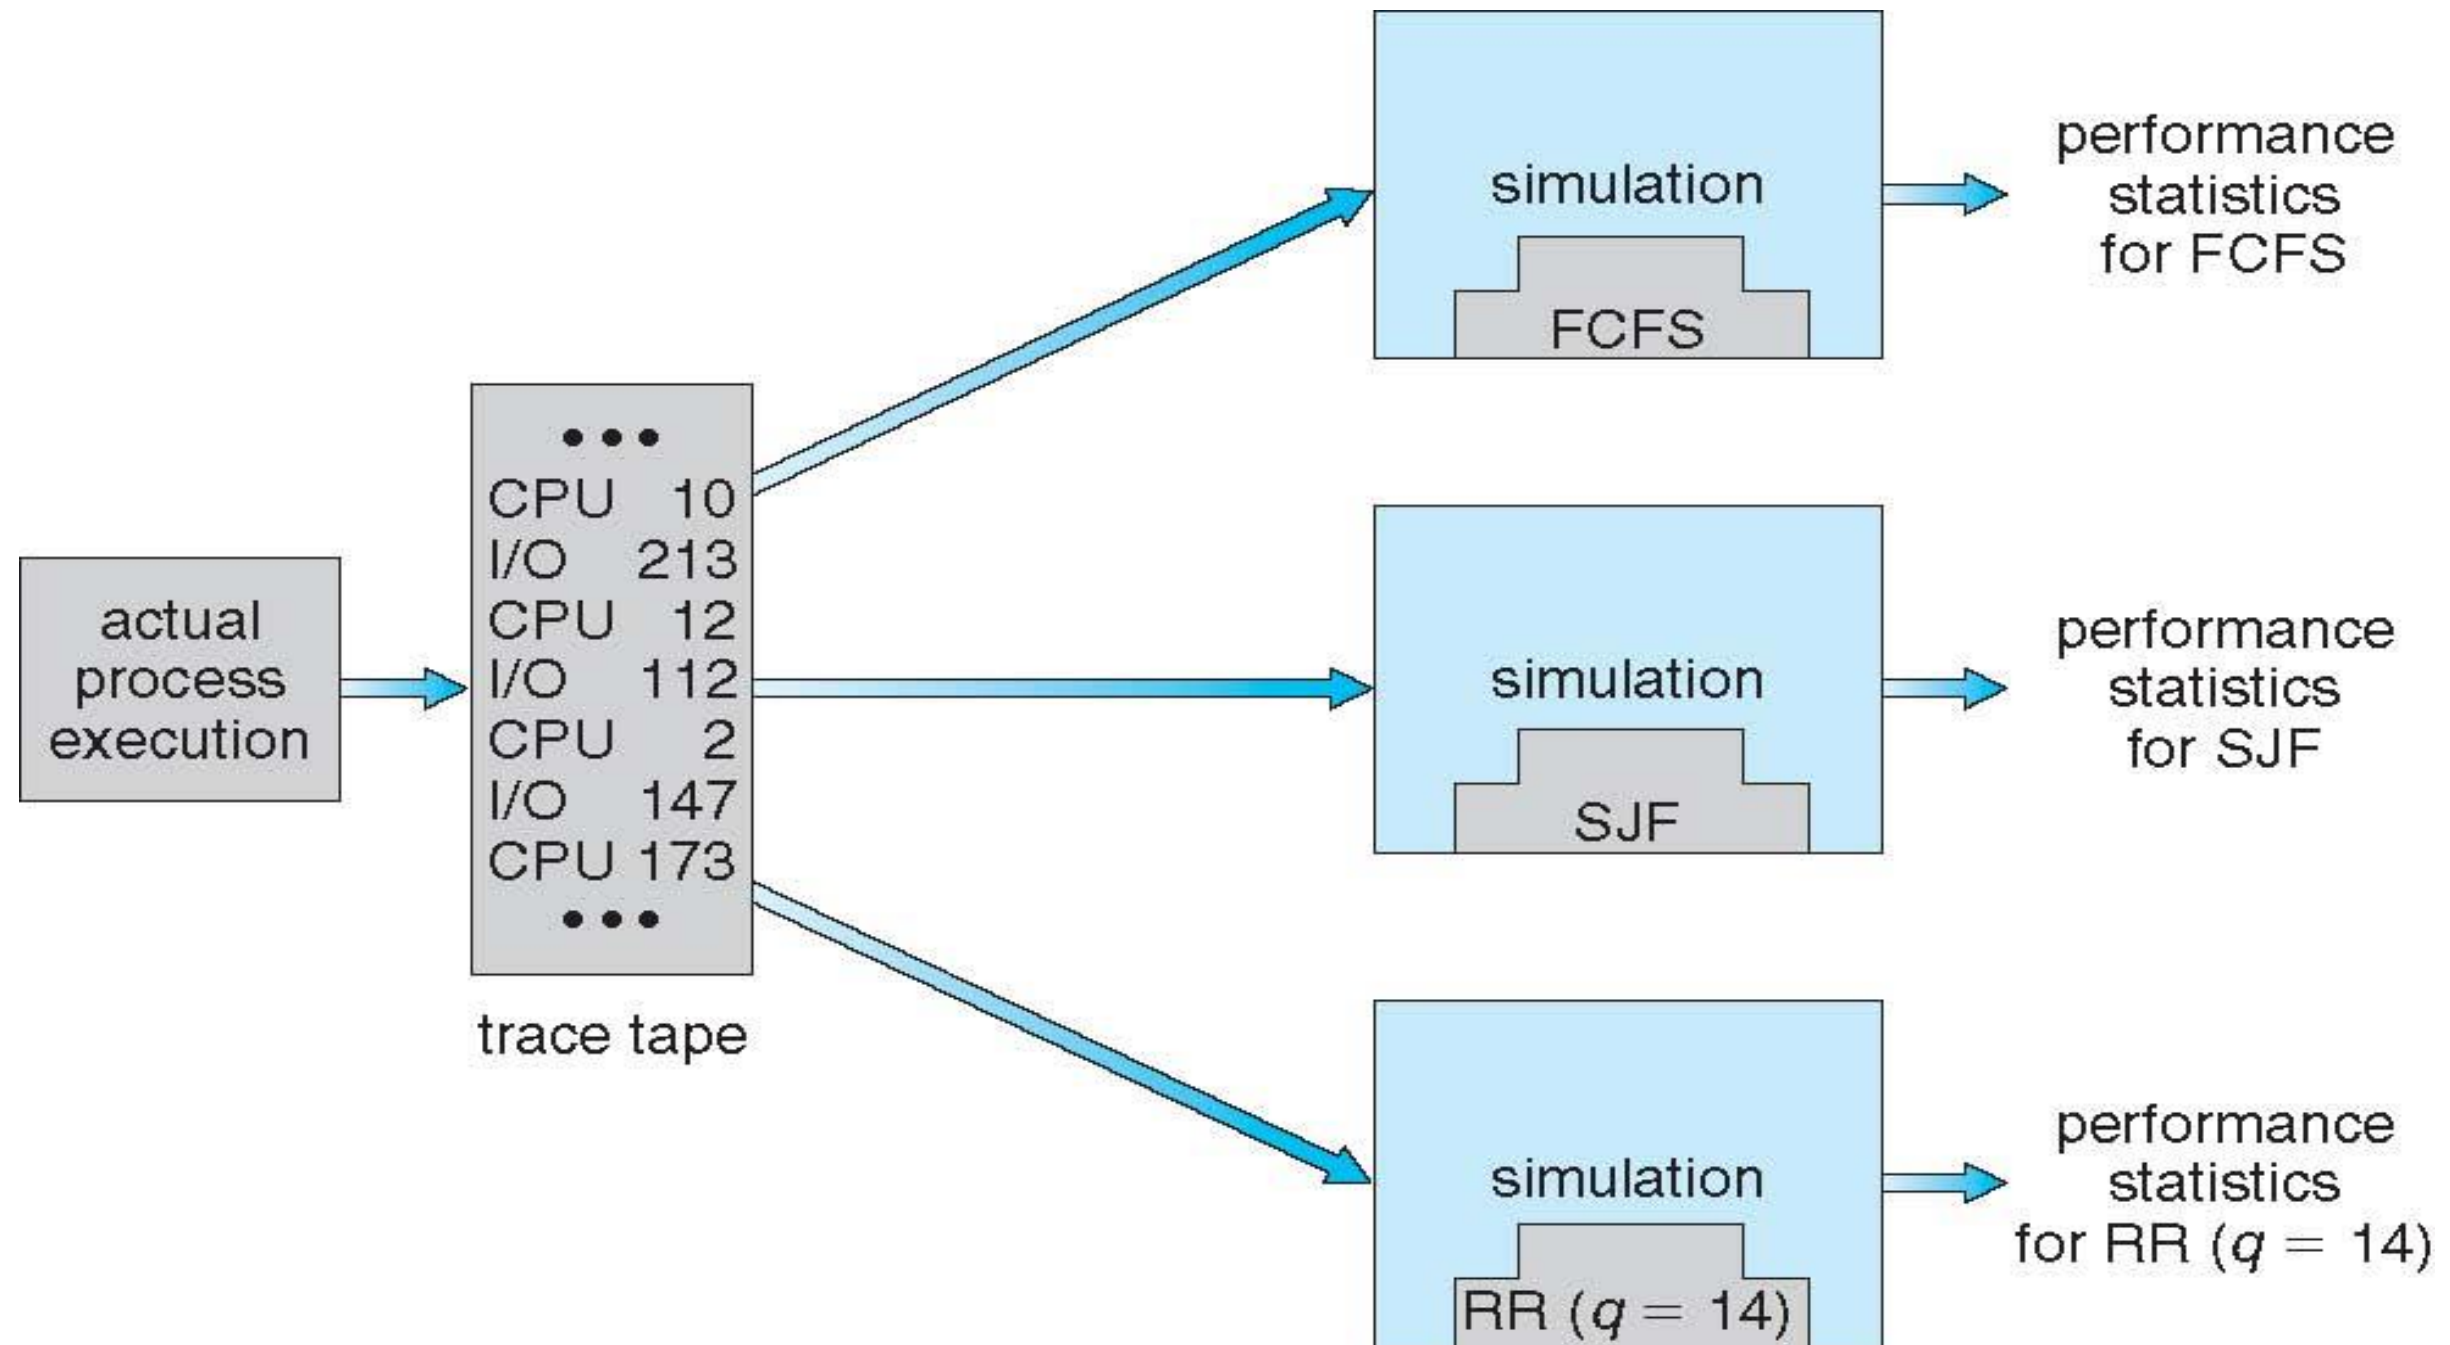 actual
process
execution
• • •
CPU 10
I/O 213
CPU 12
I/O 112
CPU 2
I/O 147
CPU 173
• • •
trace tape
simulation
FCFS
performance
statistics
for FCFS
simulation
SJF
performance
statistics
for SJF
simulation
RR (q = 14)
performance
statistics
for RR (q = 14)